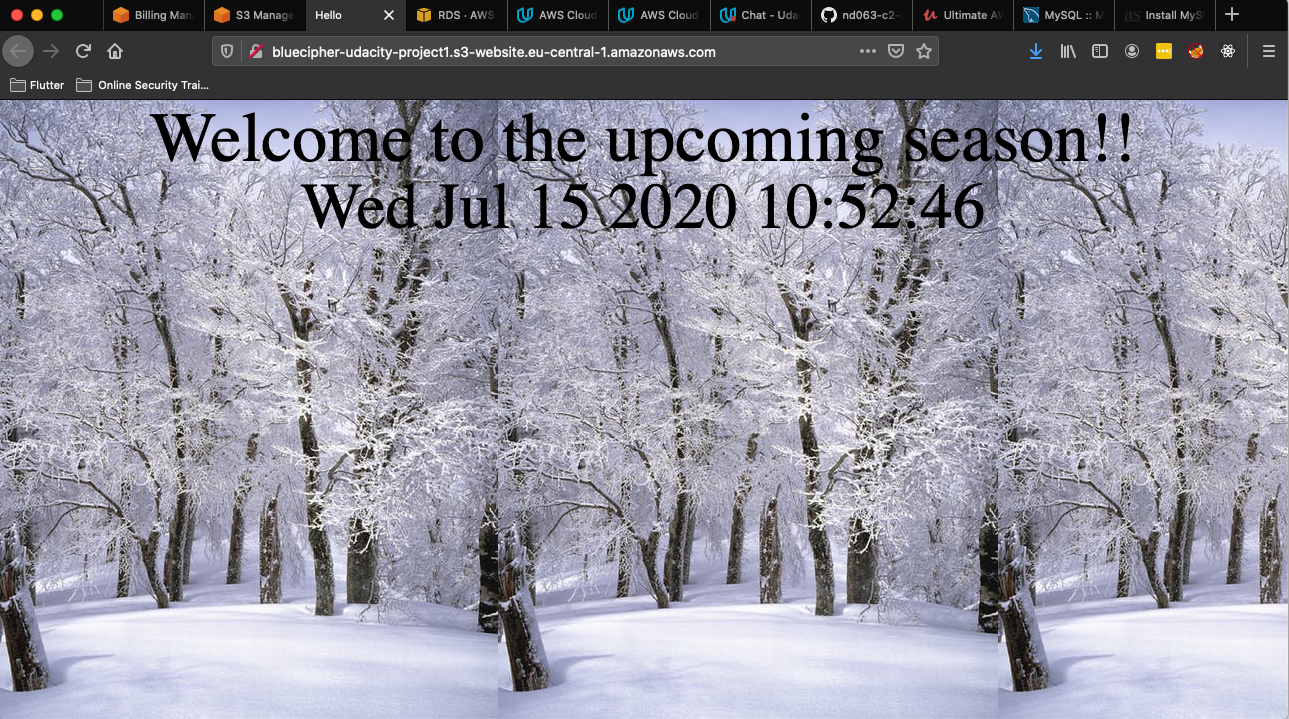 Billing Man
S3 Manage
Hello
RDS · AWS
AWS Cloud
AWS Cloud
Chat - Uda
nd063-c2-
Ultimate AW
MySQL :: M
Install MySQ
bluecipher-udacity-project1.s3-website.eu-central-1.amazonaws.com
Flutter
Online Security Trai...
Welcome to the upcoming season!!
Wed Jul 15 2020 10:52:46